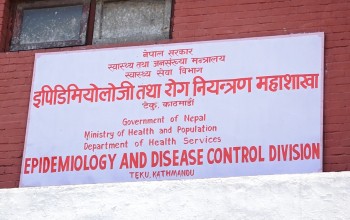 नेपाल सरकार
स्वास्थ्य तथा जनसंख्या मन्त्रालय
स्वास्थ्य सेवा विभाग
इपिडिमियोलोजी तथा रोग नियन्त्रण महाशाखा
टेकु, काठमाडौं
Government of Nepal
Ministry of Health and Population
Department of Health Services
EPIDEMIOLOGY AND DISEASE CONTROL DIVISION
TEKU, KATHMANDU